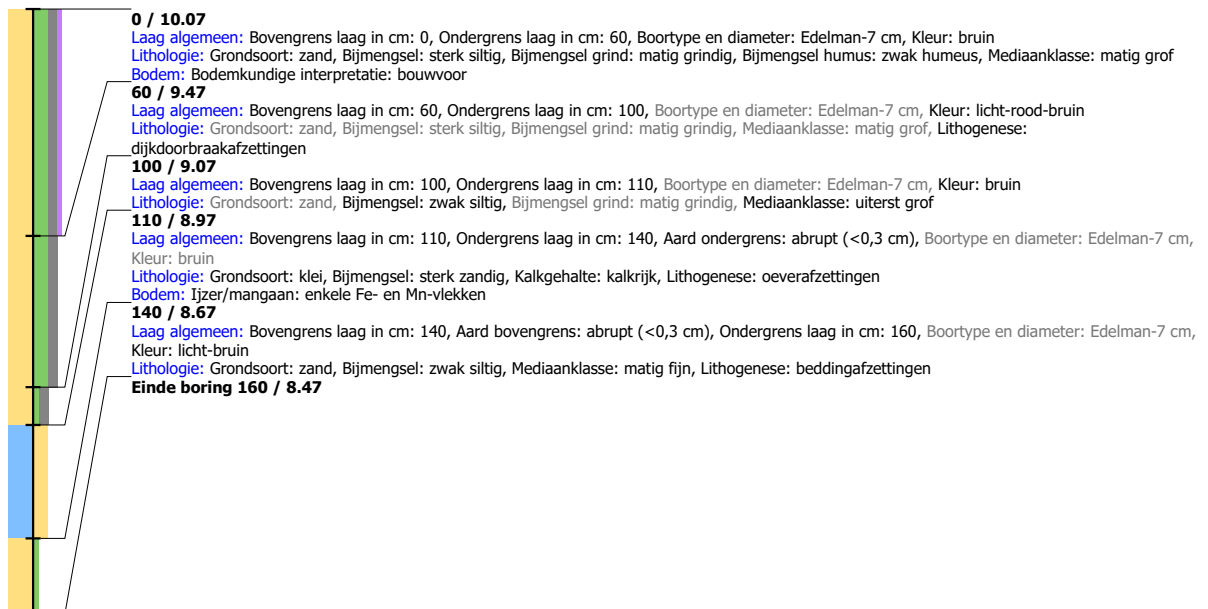 0 / 10.07
Laag algemeen: Bovengrens laag in cm: 0, Ondergrens laag in cm: 60, Boortype en diameter: Edelman-7 cm, Kleur: bruin
Lithologie: Grondsoort: zand, Bijmengsel: sterk siltig, Bijmengsel grind: matig grindig, Bijmengsel humus: zwak humeus, Mediaanklasse: matig grof
Bodem: Bodemkundige interpretatie: bouwvoor
60 / 9.47
Laag algemeen: Bovengrens laag in cm: 60, Ondergrens laag in cm: 100, Boortype en diameter: Edelman-7 cm, Kleur: licht-rood-bruin
Lithologie: Grondsoort: zand, Bijmengsel: sterk siltig, Bijmengsel grind: matig grindig, Mediaanklasse: matig grof, Lithogenese:
dijkdoorbraakafzettingen
100 / 9.07
Laag algemeen: Bovengrens laag in cm: 100, Ondergrens laag in cm: 110, Boortype en diameter: Edelman-7 cm, Kleur: bruin
Lithologie: Grondsoort: zand, Bijmengsel: zwak siltig, Bijmengsel grind: matig grindig, Mediaanklasse: uiterst grof
110 / 8.97
Laag algemeen: Bovengrens laag in cm: 110, Ondergrens laag in cm: 140, Aard ondergrens: abrupt (<0,3 cm), Boortype en diameter: Edelman-7 cm,
Kleur: bruin
Lithologie: Grondsoort: klei, Bijmengsel: sterk zandig, Kalkgehalte: kalkrijk, Lithogenese: oeverafzettingen
Bodem: Ijzer/mangaan: enkele Fe- en Mn-vlekken
140 / 8.67
Laag algemeen: Bovengrens laag in cm: 140, Aard bovengrens: abrupt (<0,3 cm), Ondergrens laag in cm: 160, Boortype en diameter: Edelman-7 cm,
Kleur: licht-bruin
Lithologie: Grondsoort: zand, Bijmengsel: zwak siltig, Mediaanklasse: matig fijn, Lithogenese: beddingafzettingen
Einde boring 160 / 8.47